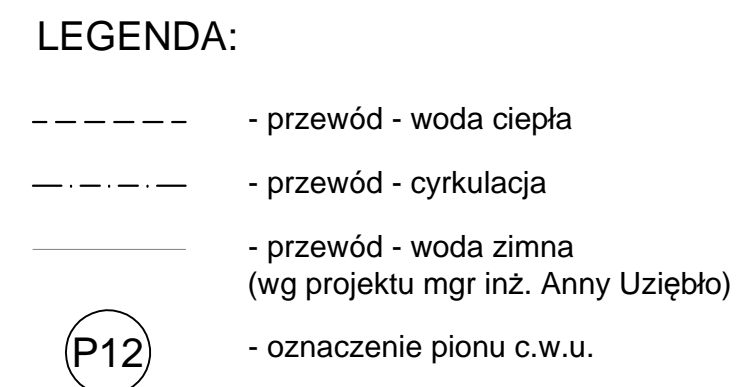 LEGENDA:
- przewód - woda ciepła
- przewód - cyrkulacja
- przewód - woda zimna
(wg projektu mgr inż. Anny Uziębło)
P12 - oznaczenie pionu c.w.u.